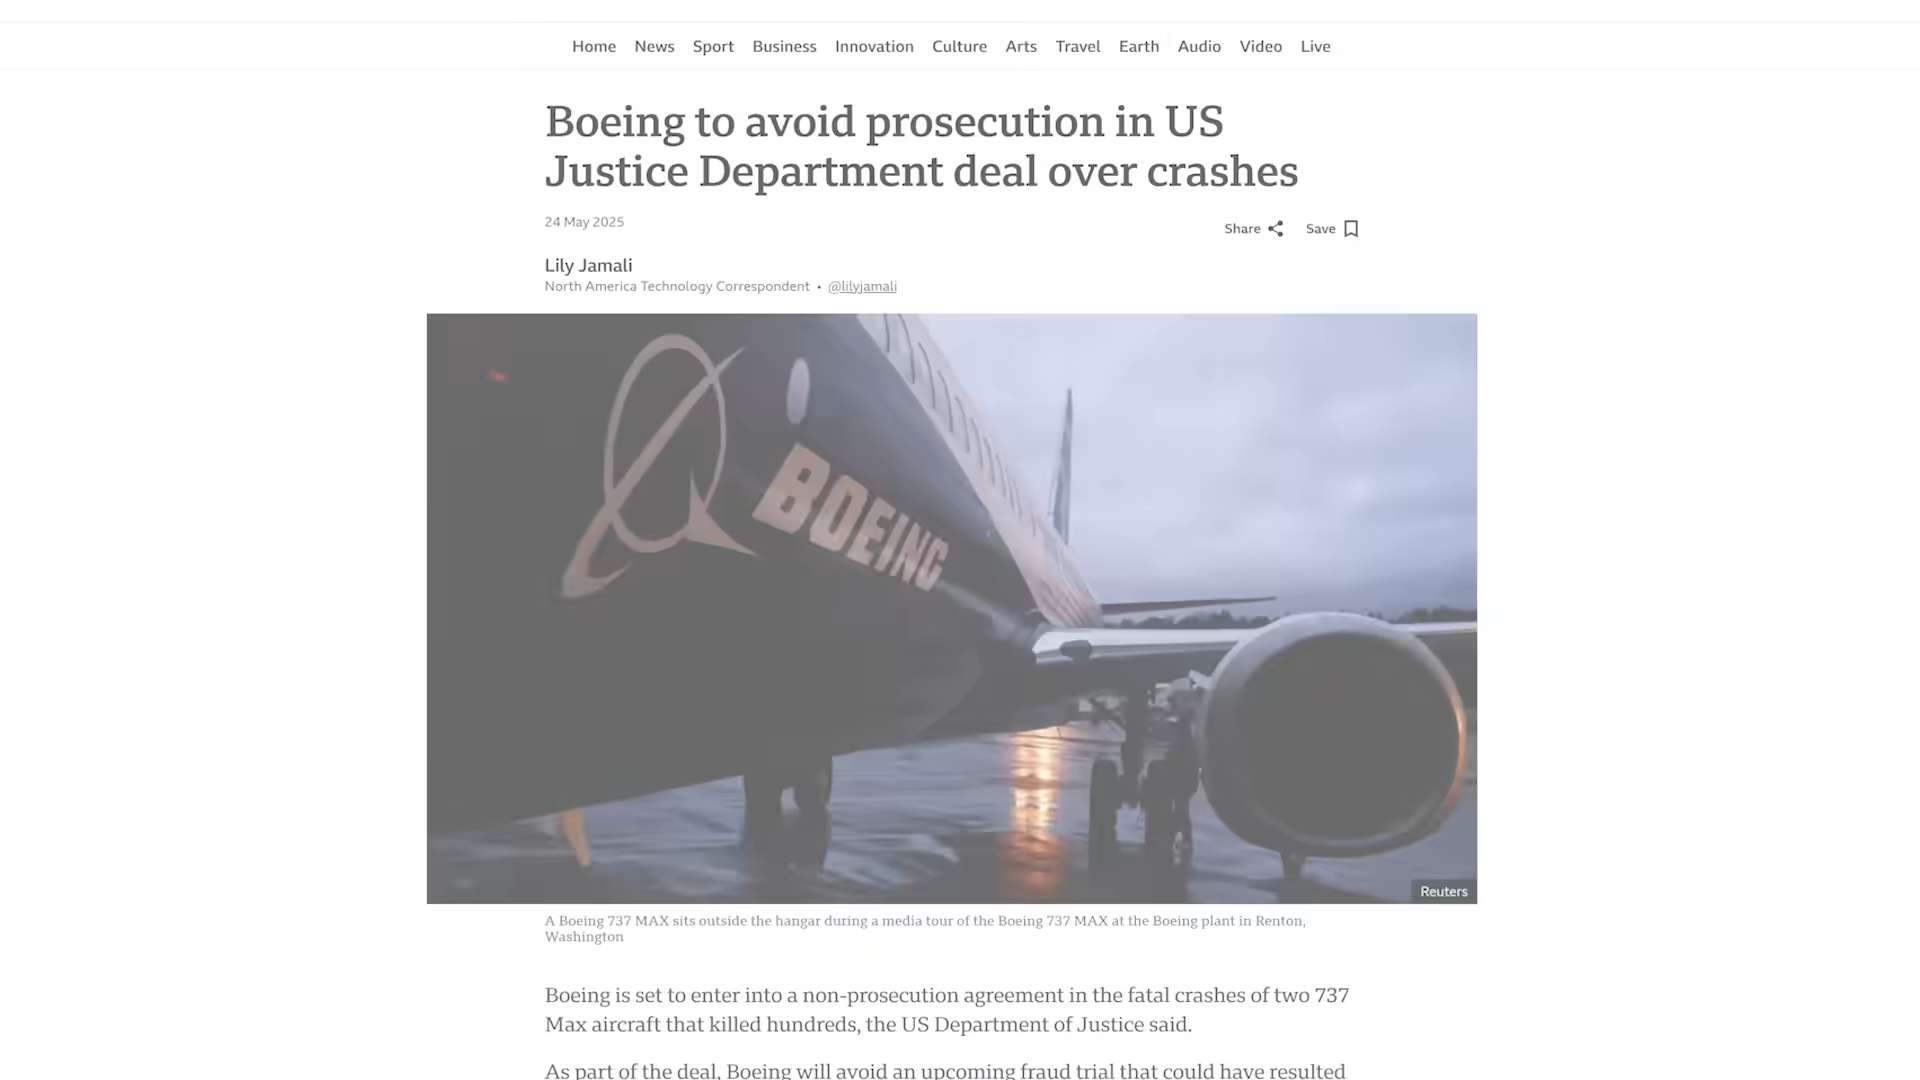 Home News Sport Business Innovation Culture Arts Travel Earth Audio Video Live
Boeing to avoid prosecution in US
Justice Department deal over crashes
24 May 2025
Share Save
Lily Jamali
North America Technology Correspondent • @lilyjamali
BOEING
Reuters
A Boeing 737 MAX sits outside the hangar during a media tour of the Boeing 737 MAX at the Boeing plant in Renton,
Washington
Boeing is set to enter into a non-prosecution agreement in the fatal crashes of two 737
Max aircraft that killed hundreds, the US Department of Justice said.
As part of the deal, Boeing will avoid an upcoming fraud trial that could have resulted